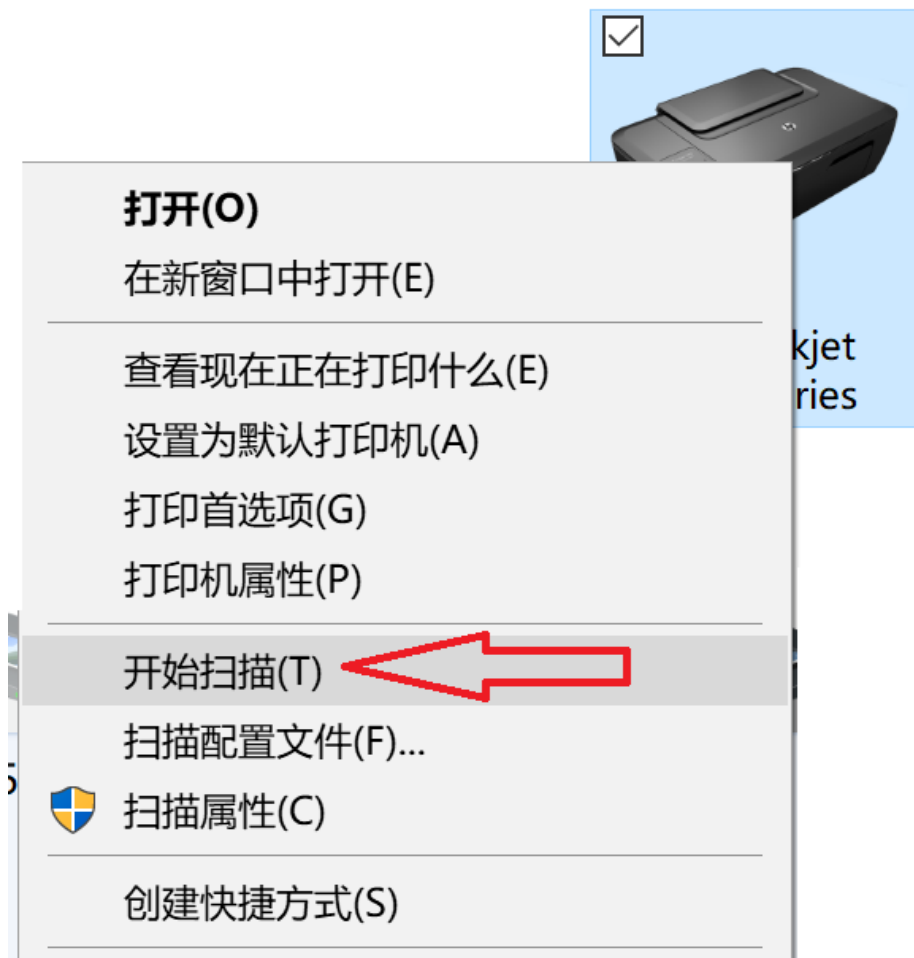 打开(O)
在新窗口中打开(E)
查看现在正在打印什么(E)
设置为默认打印机(A)
打印首选项(G)
打印机属性(P)
开始扫描(T)
扫描配置文件(F)...
扫描属性(C)
创建快捷方式(S)
kjet
ries
5
hp